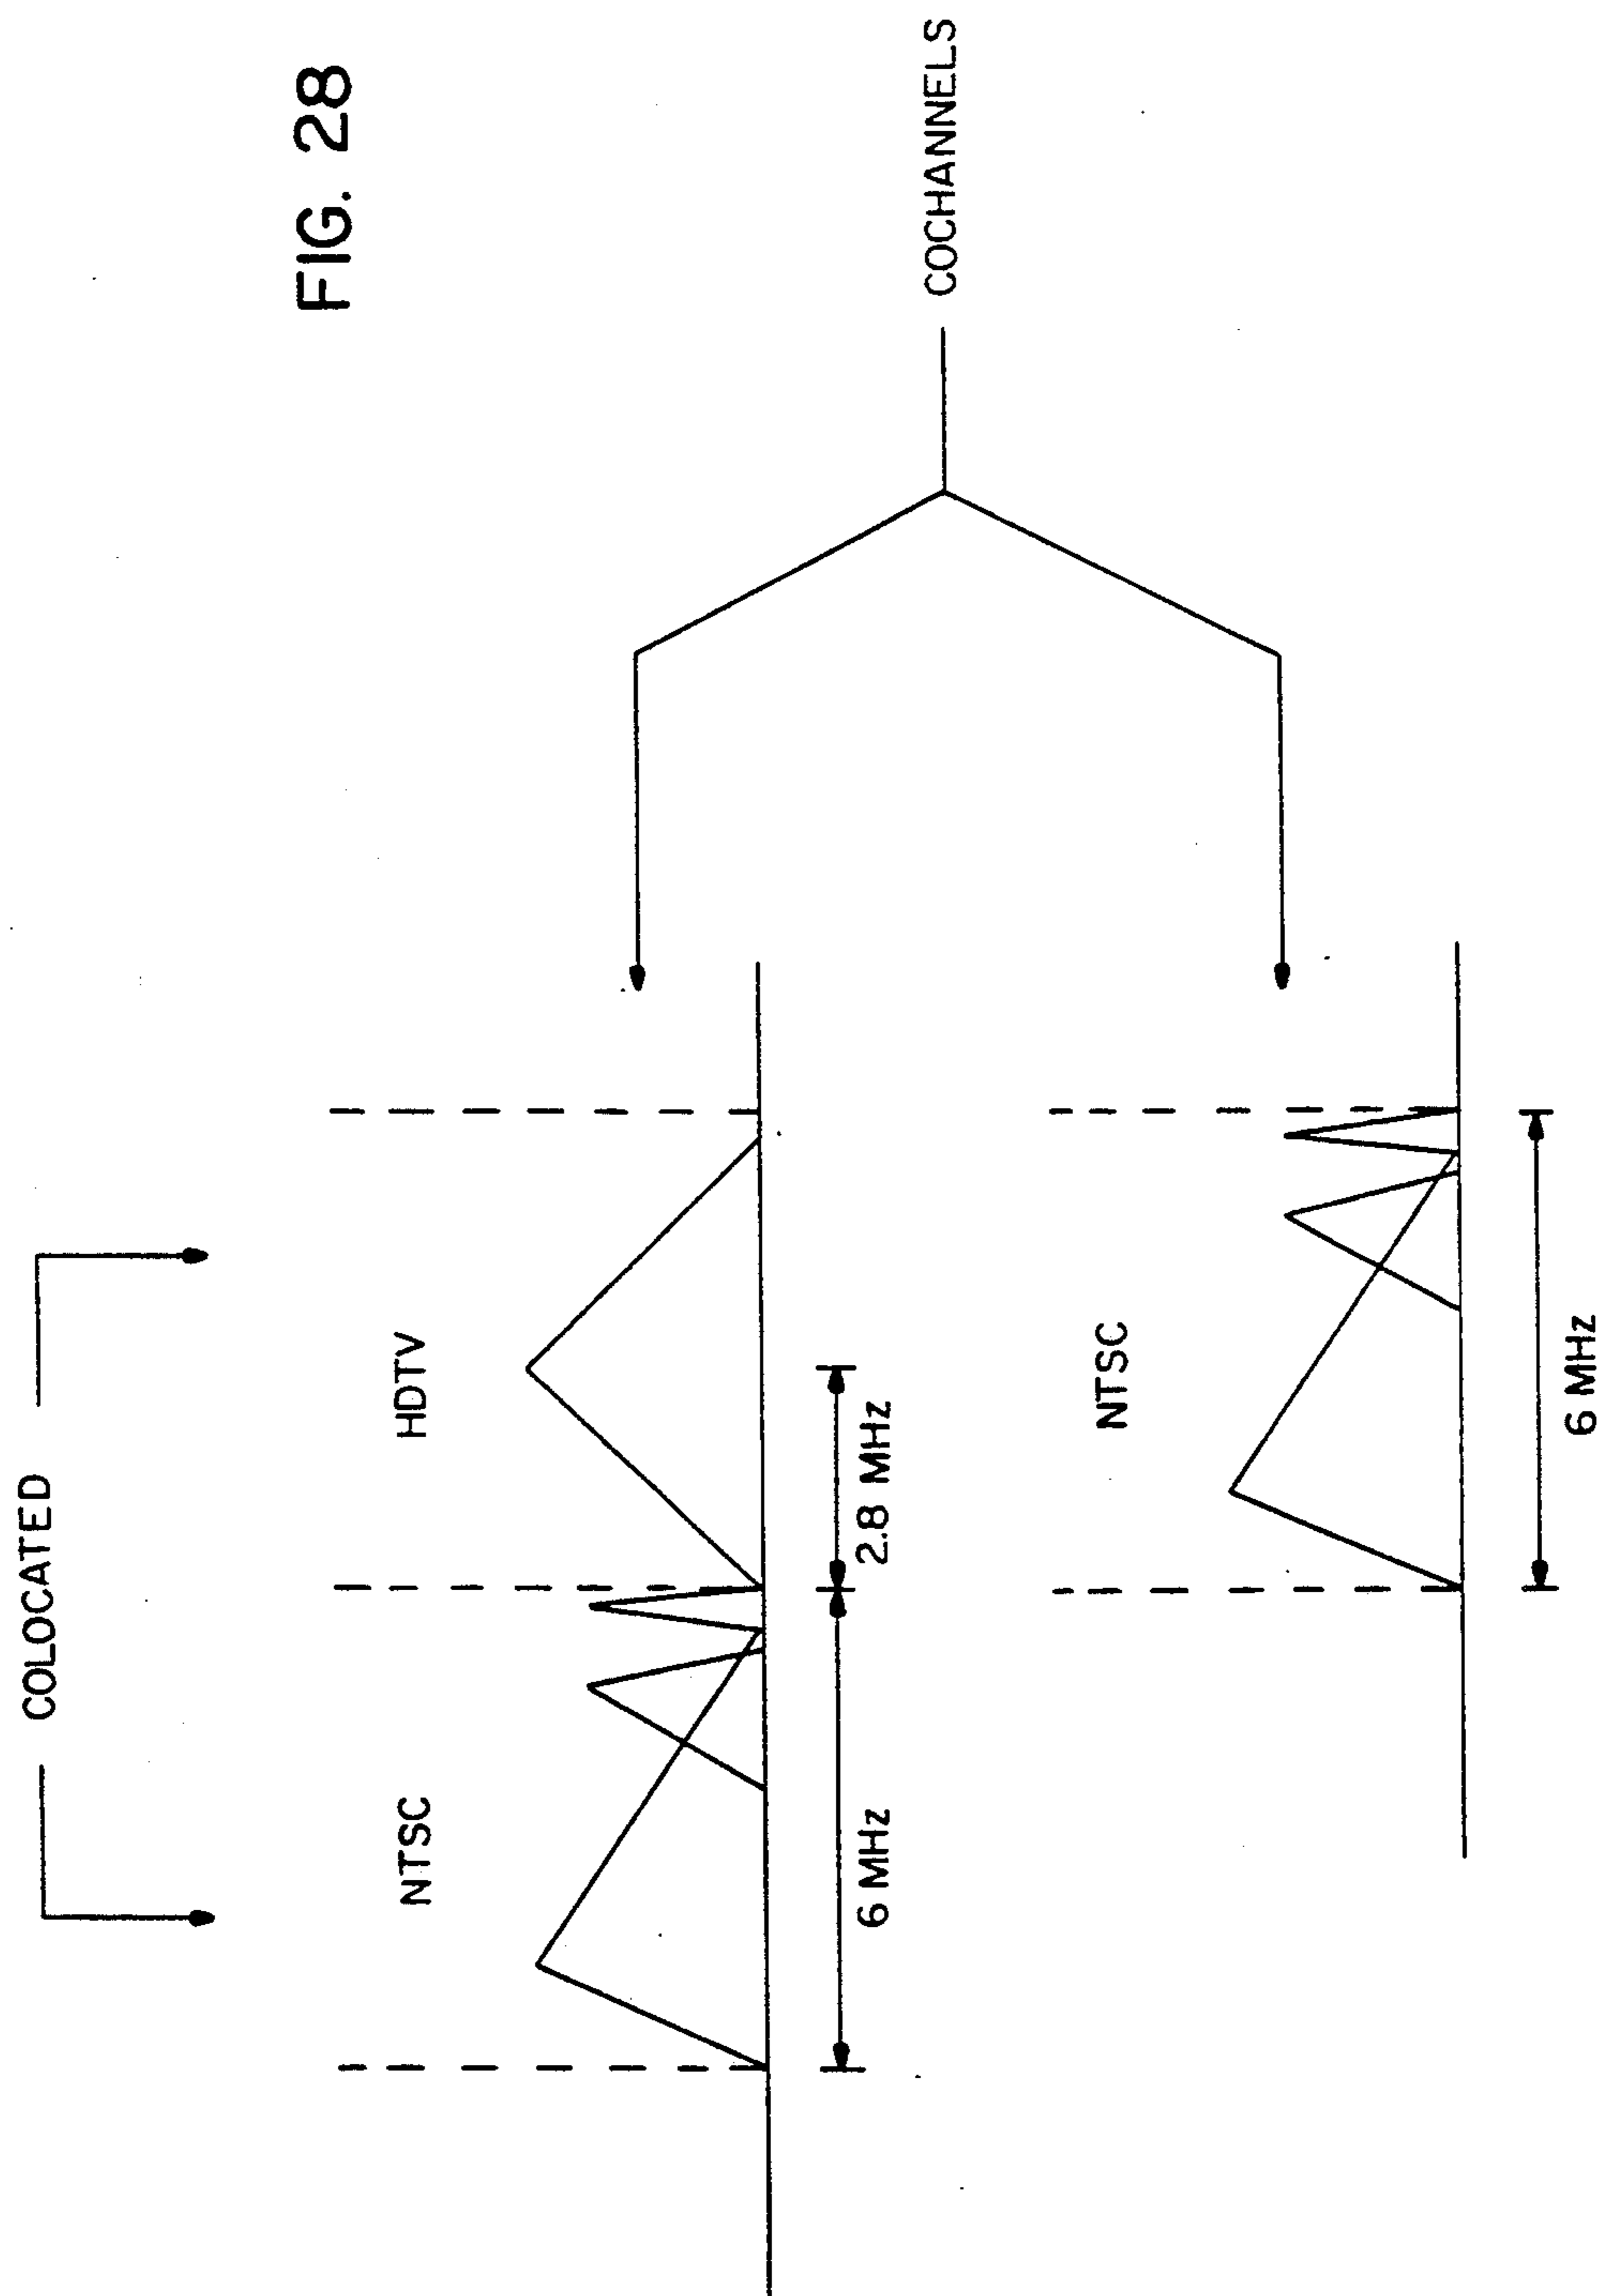 FIG. 28
COLOCATED
NTSC
HDTV
6 MHz
2.8 MHz
COCHANNELS
NTSC
6 MHz